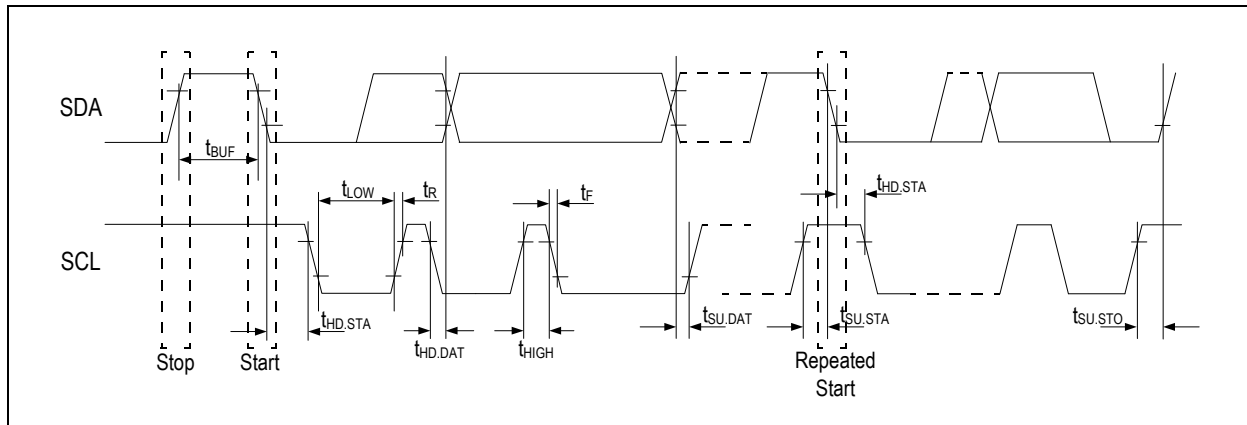 SDA
tBUF
tLOW
tR
tF
tHD.STA
SCL
tHD.STA
tHD.DAT
tHIGH
tSU.DAT
tSU.STA
tSU.STO
Stop
Start
Repeated
Start